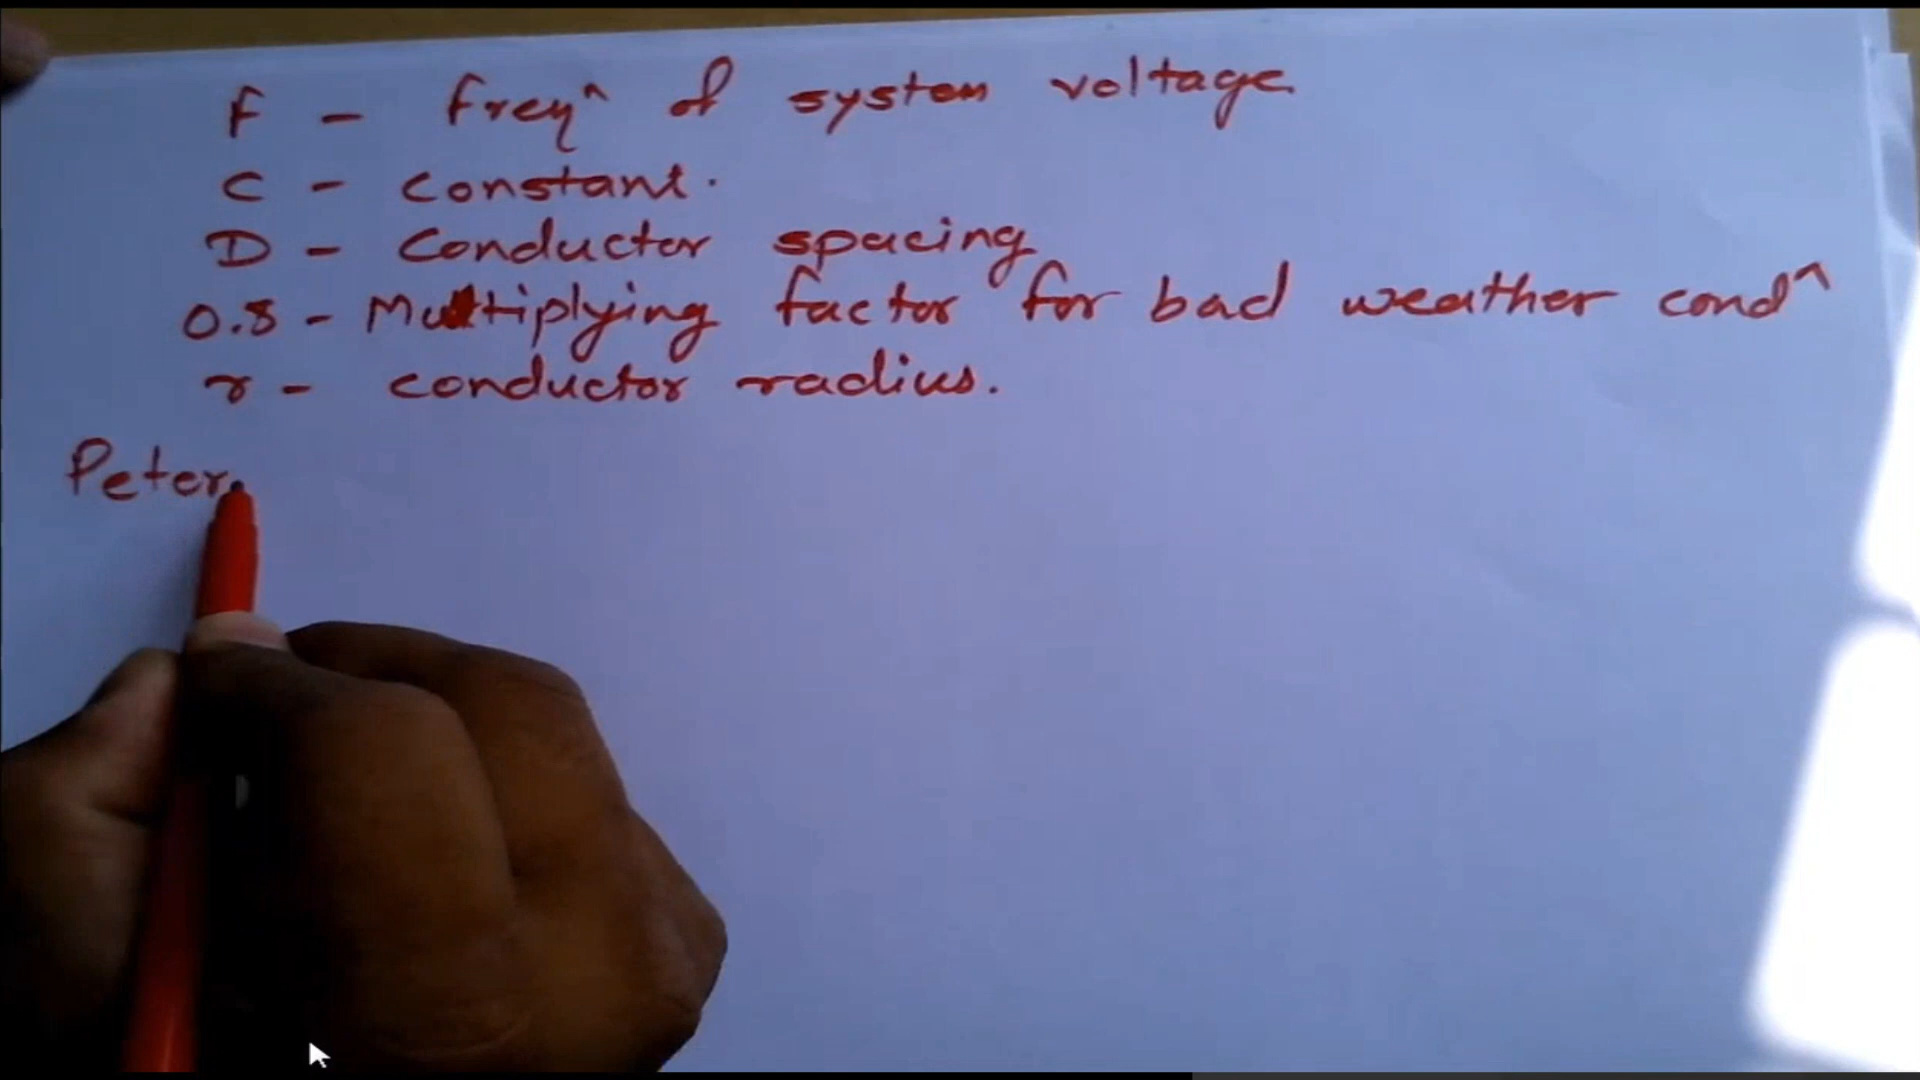 F - Freq^ of system voltage
C - Constant.
D - Conductor spacing
0.8 - Multiplying factor for bad weather cond^
r - conductor radius.
Peter